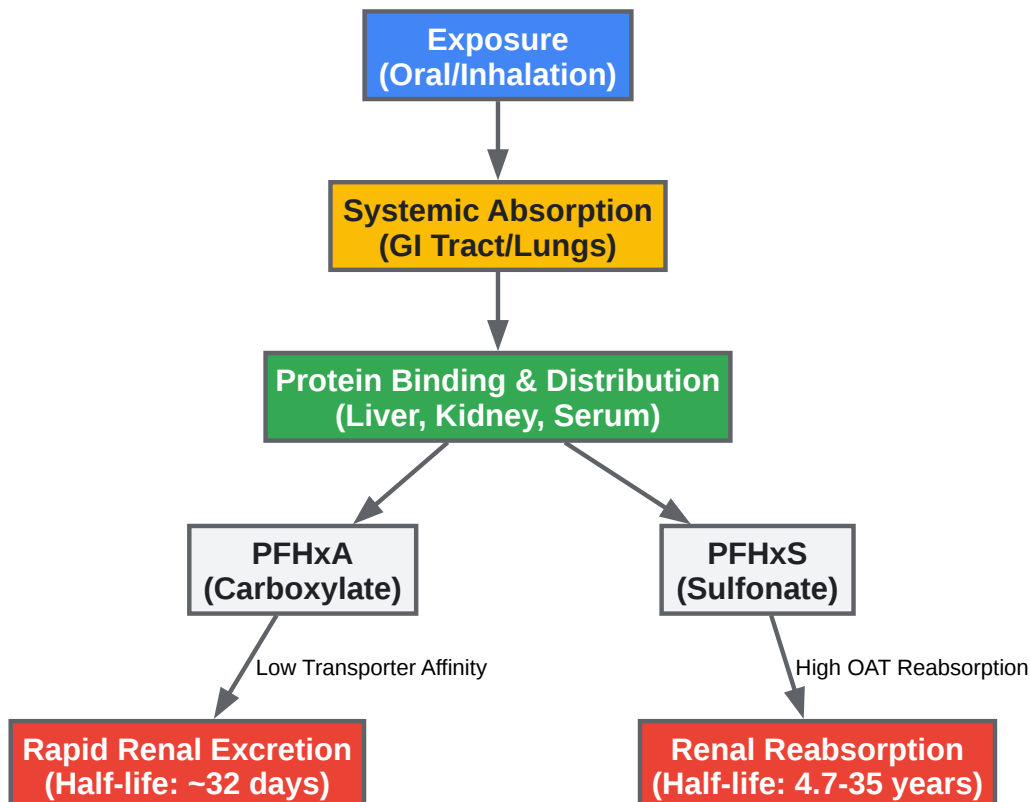 Exposure
(Oral/Inhalation)
Systemic Absorption
(GI Tract/Lungs)
Protein Binding & Distribution
(Liver, Kidney, Serum)
PFHxA
(Carboxylate)
PFHxS
(Sulfonate)
Low Transporter Affinity
High OAT Reabsorption
Rapid Renal Excretion
(Half-life: ~32 days)
Renal Reabsorption
(Half-life: 4.7-35 years)